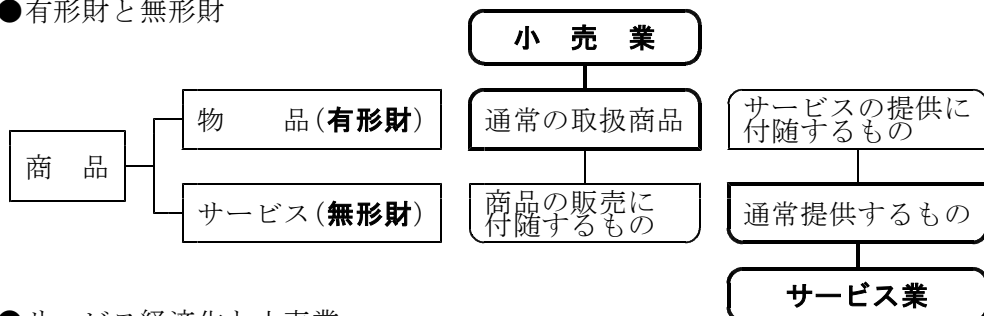 ●有形財と無形財
小 売 業
物 品(有形財)
通常の取扱商品
サービスの提供に
付随するもの
商 品
サービス(無形財)
商品の販売に
付随するもの
通常提供するもの
サービス業